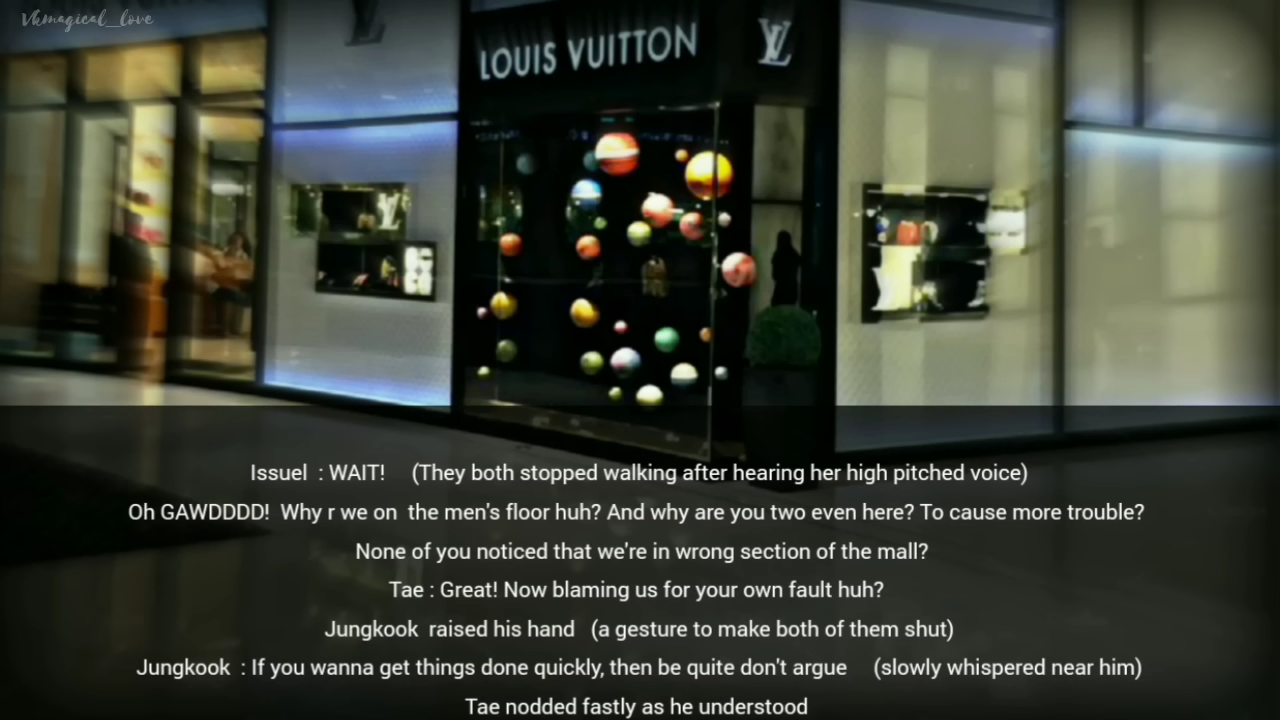 Vkmagical_love
LOUIS VUITTON
Issuel : WAIT! (They both stopped walking after hearing her high pitched voice)
Oh GAWDDDD! Why r we on the men's floor huh? And why are you two even here? To cause more trouble?
None of you noticed that we're in wrong section of the mall?
Tae : Great! Now blaming us for your own fault huh?
Jungkook raised his hand (a gesture to make both of them shut)
Jungkook : If you wanna get things done quickly, then be quite don't argue (slowly whispered near him)
Tae nodded fastly as he understood